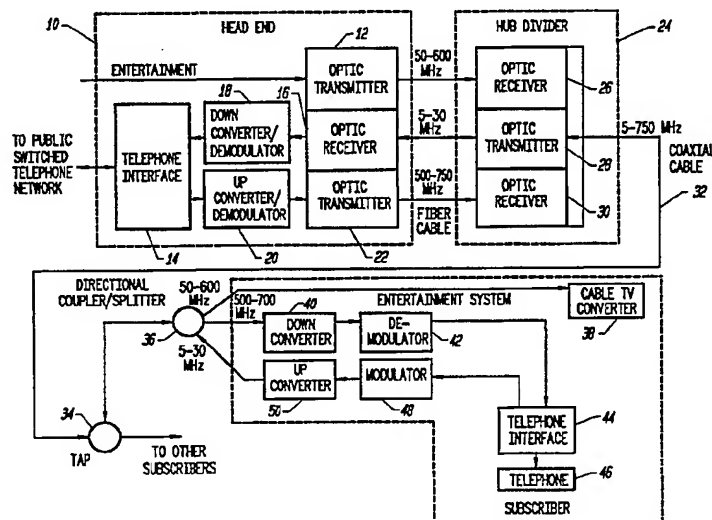 10
HEAD END
12
HUB DIVIDER
24
ENTERTAINMENT
OPTIC
TRANSMITTER
50-600
MHz
OPTIC
RECEIVER
26
18
16
DOWN
CONVERTER/
DEMODULATOR
OPTIC
RECEIVER
5-30
MHz
OPTIC
TRANSMITTER
28
5-750 MHz
COAXIAL
CABLE
32
TO PUBLIC
SWITCHED
TELEPHONE
NETWORK
TELEPHONE
INTERFACE
UP
CONVERTER/
DEMODULATOR
OPTIC
TRANSMITTER
500-750
MHz
FIBER
CABLE
OPTIC
RECEIVER
30
14
20
22
DIRECTIONAL
COUPLER/SPLITTER
50-600
MHz
500-700
MHz
40
ENTERTAINMENT SYSTEM
CABLE TV
CONVERTER
38
36
DOWN
CONVERTER
DE-
MODULATOR
42
5-30
MHz
UP
CONVERTER
MODULATOR
50
48
34
TAP
TO OTHER
SUBSCRIBERS
TELEPHONE
INTERFACE
44
TELEPHONE
46
SUBSCRIBER